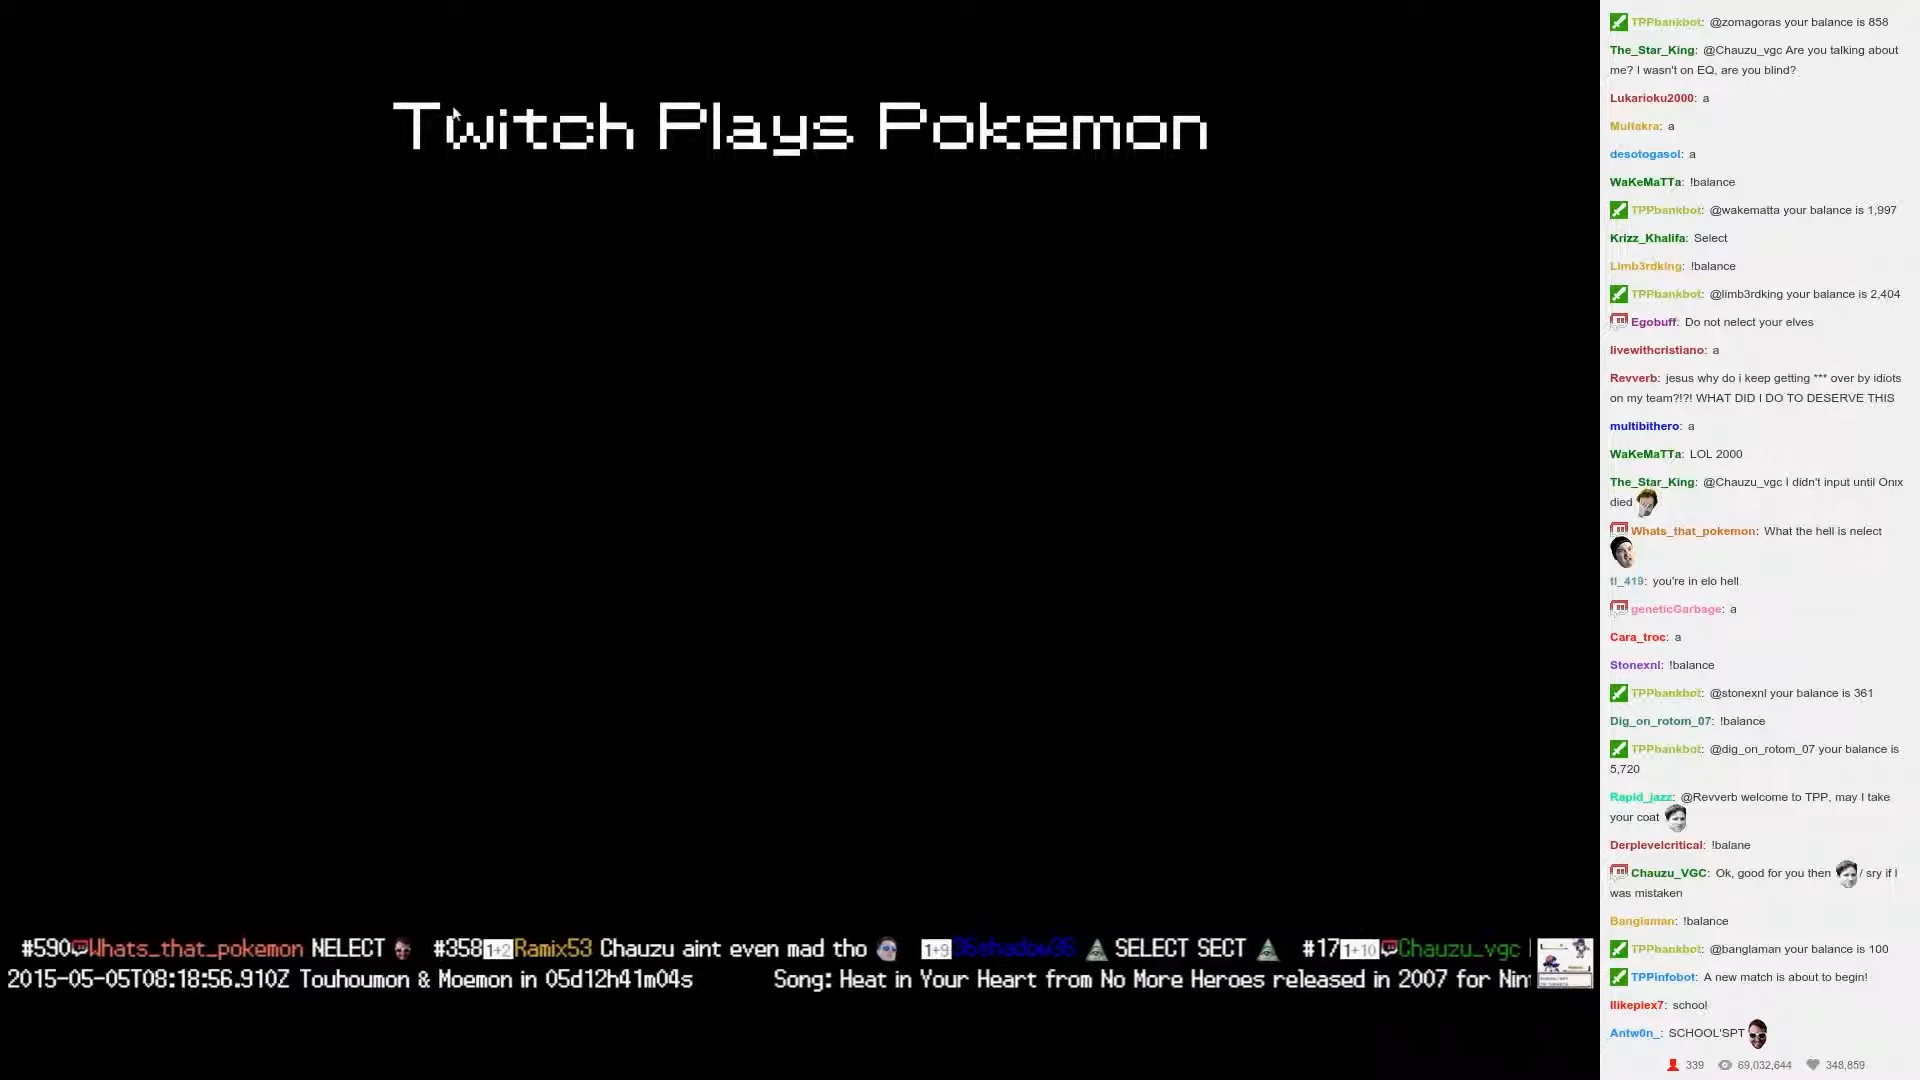 Twitch Plays Pokemon
#590 Whats_that_pokemon NELECT #358 1+2 Ramix53 Chauzu aint even mad tho 1+9 36shadow36 SELECT SECT #17 1+10 Chauzu_vgc
2015-05-05T08:18:56.910Z Touhoumon & Moemon in 05d12h41m04s Song: Heat in Your Heart from No More Heroes released in 2007 for Nin
TPPbankbot: @zomagoras your balance is 858
The_Star_King: @Chauzu_vgc Are you talking about
me? I wasn't on EQ, are you blind?
Lukarioku2000: a
Multakra: a
desotogasol: a
WaKeMaTTa: !balance
TPPbankbot: @wakematta your balance is 1,997
Krizz_Khalifa: Select
Limb3rdking: !balance
TPPbankbot: @limb3rdking your balance is 2,404
Egobuff: Do not nelect your elves
livewithcristiano: a
Revverb: jesus why do i keep getting *** over by idiots
on my team?!?! WHAT DID I DO TO DESERVE THIS
multibithero: a
WaKeMaTTa: LOL 2000
The_Star_King: @Chauzu_vgc I didn't input until Onix
died
Whats_that_pokemon: What the hell is nelect
tl_419: you're in elo hell
geneticGarbage: a
Cara_troc: a
Stonexnl: !balance
TPPbankbot: @stonexnl your balance is 361
Dig_on_rotom_07: !balance
TPPbankbot: @dig_on_rotom_07 your balance is
5,720
Rapid_jazz: @Revverb welcome to TPP, may I take
your coat
Derplevelcritical: !balane
Chauzu_VGC: Ok, good for you then / sry if I
was mistaken
Banglaman: !balance
TPPbankbot: @banglaman your balance is 100
TPPinfobot: A new match is about to begin!
Ilikepiex7: school
Antw0n_: SCHOOL'SPT
339 69,032,644 348,859